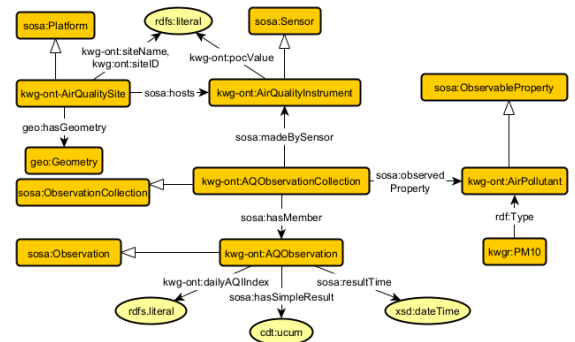 sosa:Platform
rdfs:literal
sosa:Sensor
kwg-ont:siteName,
kwg:ont:siteID
kwg-ont:pocValue
kwg-ont-AirQualitySite
sosa:hosts
kwg-ont:AirQualityInstrument
sosa:ObservableProperty
geo:hasGeometry
sosa:madeBySensor
geo:Geometry
sosa:ObservationCollection
kwg-ont:AQObservationCollection
sosa:observed
Property
kwg-ont:AirPollutant
sosa:hasMember
rdf:Type
sosa:Observation
kwg-ont:AQObservation
kwgr:PM10
kwg-ont:dailyAQIIndex
sosa:resultTime
sosa:hasSimpleResult
rdfs.literal
xsd:dateTime
cdt:ucum